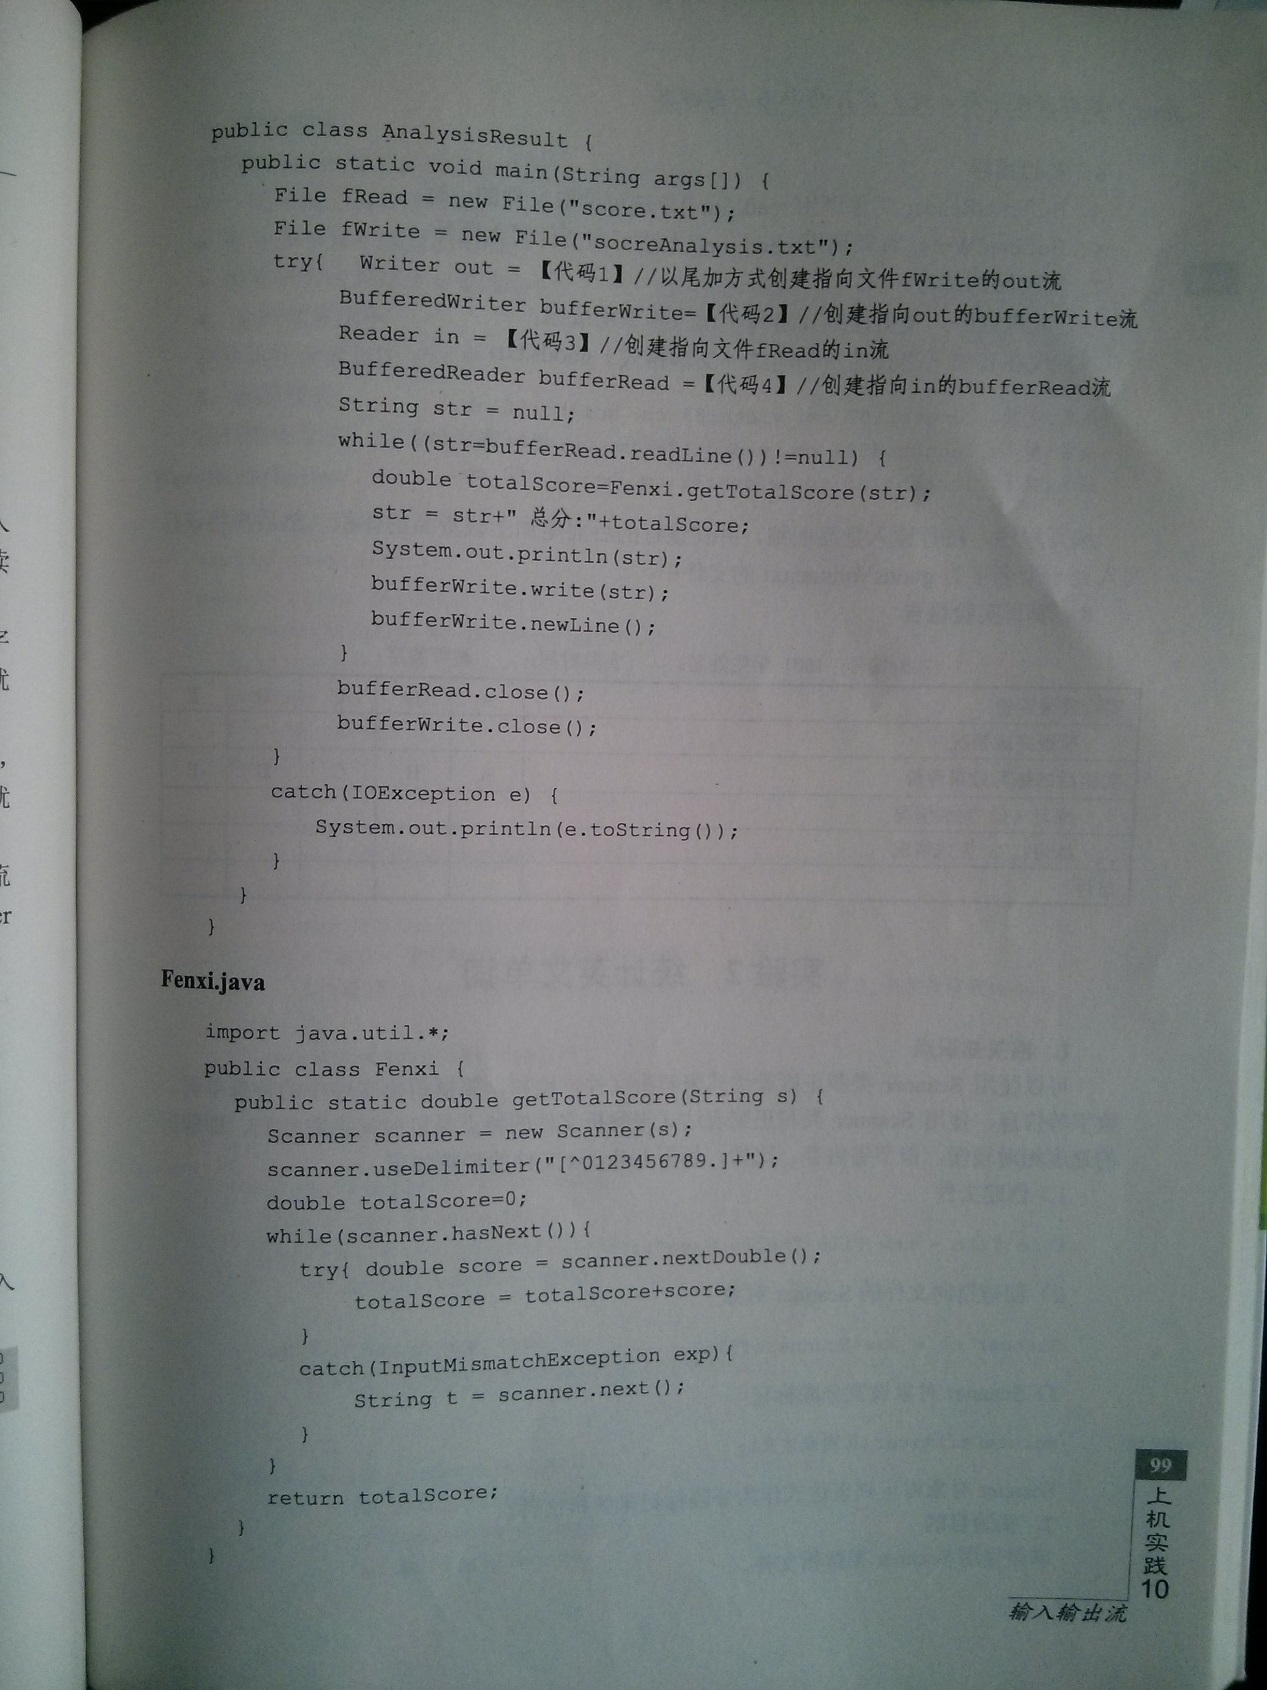 public class AnalysisResult {
public static void main(String args[]) {
File fRead = new File("score.txt");
File fWrite = new File("socreAnalysis.txt");
try{ Writer out = 【代码1】//以尾加方式创建指向文件fWrite的out流
BufferedWriter bufferWrite=【代码2】//创建指向out的bufferWrite流
Reader in = 【代码3】//创建指向文件fRead的in流
BufferedReader bufferRead =【代码4】//创建指向in的bufferRead流
String str = null;
while((str=bufferRead.readLine())!=null) {
double totalScore=Fenxi.getTotalScore(str);
str = str+" 总分:"+totalScore;
System.out.println(str);
bufferWrite.write(str);
bufferWrite.newLine();
}
bufferRead.close();
bufferWrite.close();
}
catch(IOException e) {
System.out.println(e.toString());
}
}
}
Fenxi.java
import java.util.*;
public class Fenxi {
public static double getTotalScore(String s) {
Scanner scanner = new Scanner(s);
scanner.useDelimiter("[^0123456789.]+");
double totalScore=0;
while(scanner.hasNext()){
try{ double score = scanner.nextDouble();
totalScore = totalScore+score;
}
catch(InputMismatchException exp){
String t = scanner.next();
}
}
return totalScore;
}
}
99
上机实践10
输入输出流